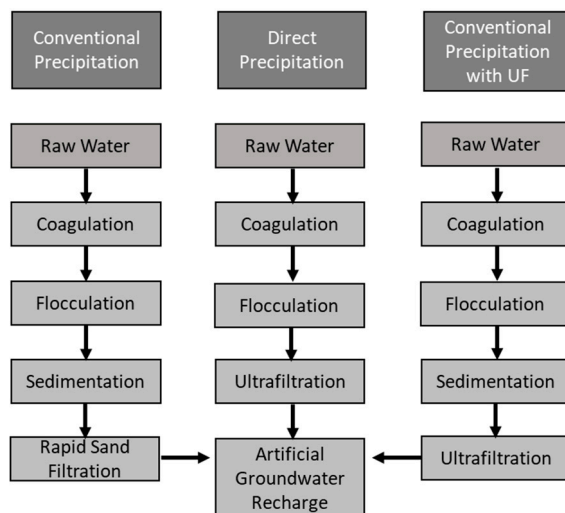 Conventional
Precipitation
Direct
Precipitation
Conventional
Precipitation
with UF
Raw Water
Raw Water
Raw Water
Coagulation
Coagulation
Coagulation
Flocculation
Flocculation
Flocculation
Sedimentation
Ultrafiltration
Sedimentation
Rapid Sand
Filtration
Artificial
Groundwater
Recharge
Ultrafiltration